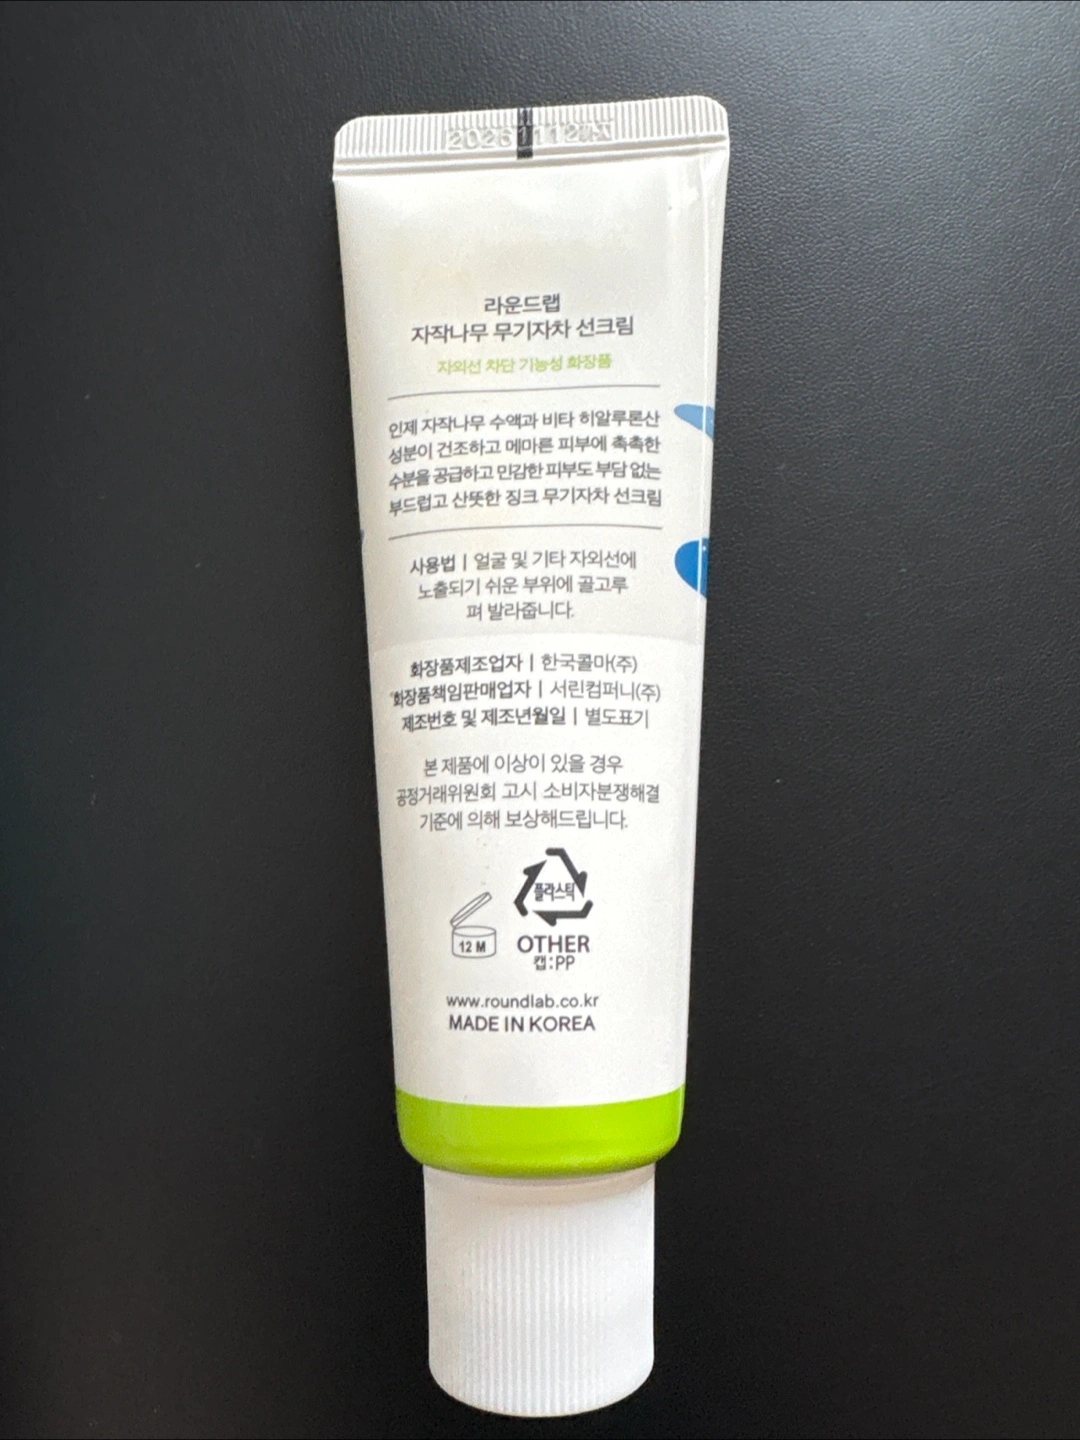 라운드랩
자작나무 무기자차 선크림
자외선 차단 기능성 화장품
인제 자작나무 수액과 비타 히알루론산
성분이 건조하고 메마른 피부에 촉촉한
수분을 공급하고 민감한 피부도 부담 없는
부드럽고 산뜻한 징크 무기자차 선크림
사용법 | 얼굴 및 기타 자외선에
노출되기 쉬운 부위에 골고루
펴 발라줍니다.
화장품제조업자 | 한국콜마(주)
화장품책임판매업자 | 서린컴퍼니(주)
제조번호 및 제조년월일 | 별도표기
본 제품에 이상이 있을 경우
공정거래위원회 고시 소비자분쟁해결
기준에 의해 보상해드립니다.
플라스틱
12 M
OTHER
캡:PP
www.roundlab.co.kr
MADE IN KOREA